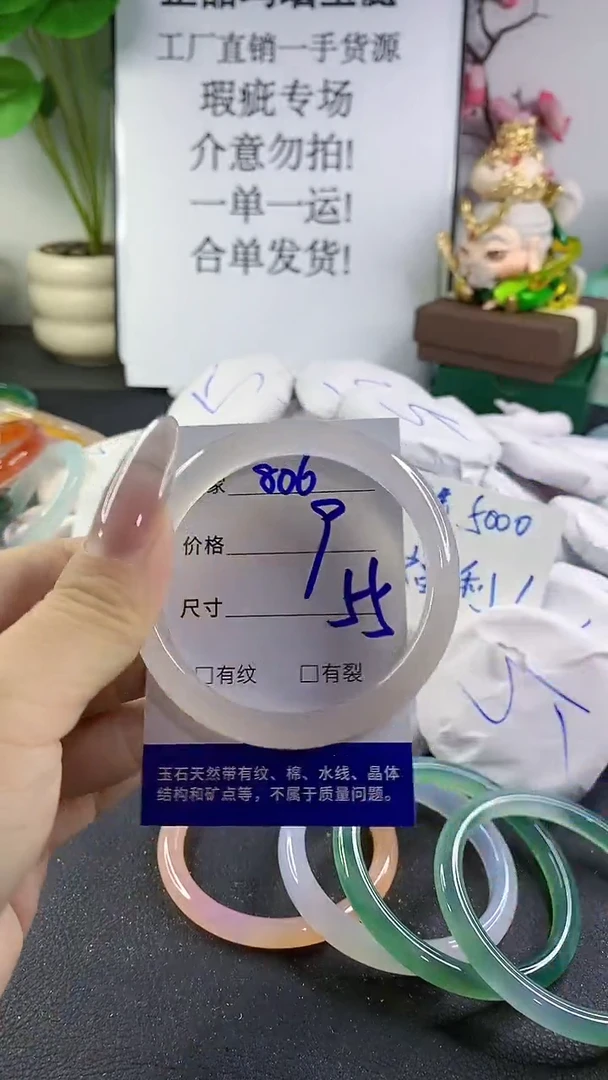 工厂直销一手货源
瑕疵专场
介意勿拍!
一单一运!
合单发货!
家 806
价格 9
尺寸 55
□有纹 □有裂
玉石天然带有纹、棉、水线、晶体
结构和矿点等，不属于质量问题。
5000
利